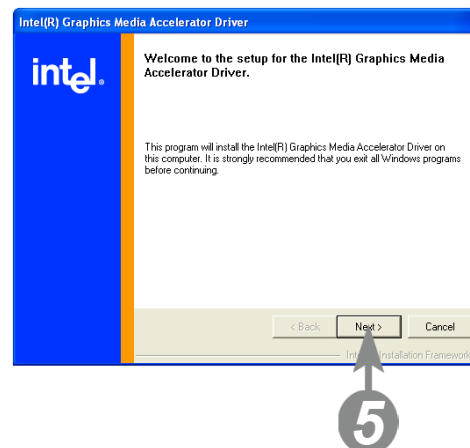 Intel(R) Graphics Media Accelerator Driver
intel.
Welcome to the setup for the Intel(R) Graphics Media
Accelerator Driver.
This program will install the Intel(R) Graphics Media Accelerator Driver on
this computer. It is strongly recommended that you exit all Windows programs
before continuing.
< Back
Next >
Cancel
Installation Framework
5